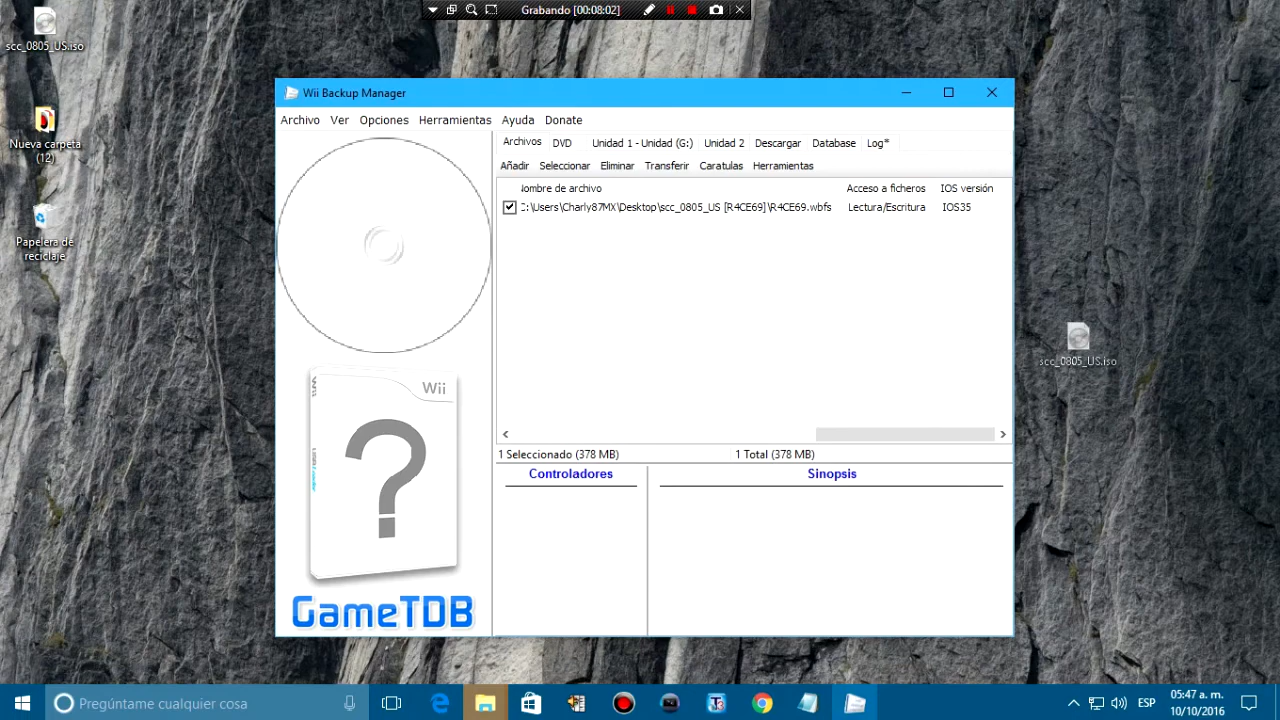 Grabando [00:08:02]
scc_0805_US.iso
Nueva carpeta
(12)
Papelera de
reciclaje
Wii Backup Manager
Archivo Ver Opciones Herramientas Ayuda Donate
Archivos DVD Unidad 1 - Unidad (G:) Unidad 2 Descargar Database Log*
Añadir Seleccionar Eliminar Transferir Caratulas Herramientas
ombre de archivo Acceso a ficheros IOS versión
:\Users\Charly87MX\Desktop\scc_0805_US [R4CE69]\R4CE69.wbfs Lectura/Escritura IOS35
scc_0805_US.iso
Wii
Wii
1 Seleccionado (378 MB) 1 Total (378 MB)
Controladores Sinopsis
?
GameTDB
Pregúntame cualquier cosa
ESP
05:47 a. m.
10/10/2016